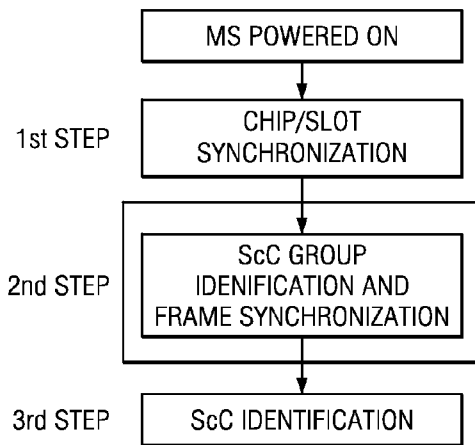 MS POWERED ON
1st STEP
CHIP/SLOT
SYNCHRONIZATION
2nd STEP
ScC GROUP
IDENIFICATION AND
FRAME SYNCHRONIZATION
3rd STEP
ScC IDENTIFICATION